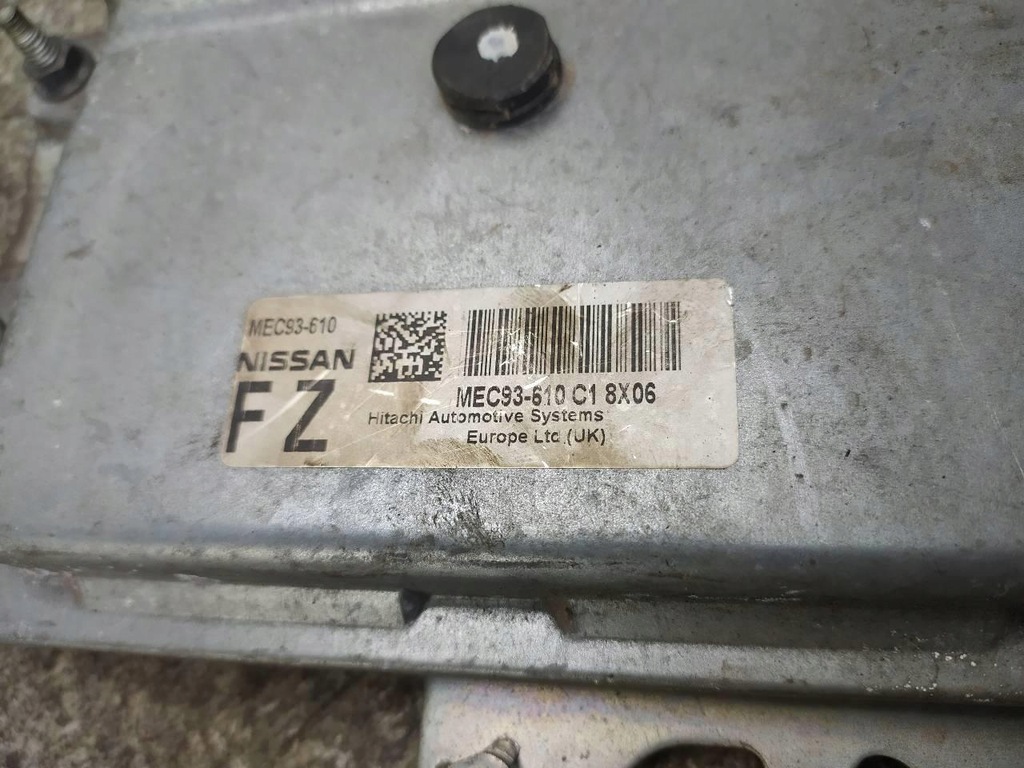 MEC93-610
NISSAN
FZ
MEC93-610 C1 8X06
Hitachi Automotive Systems
Europe Ltd.(UK)